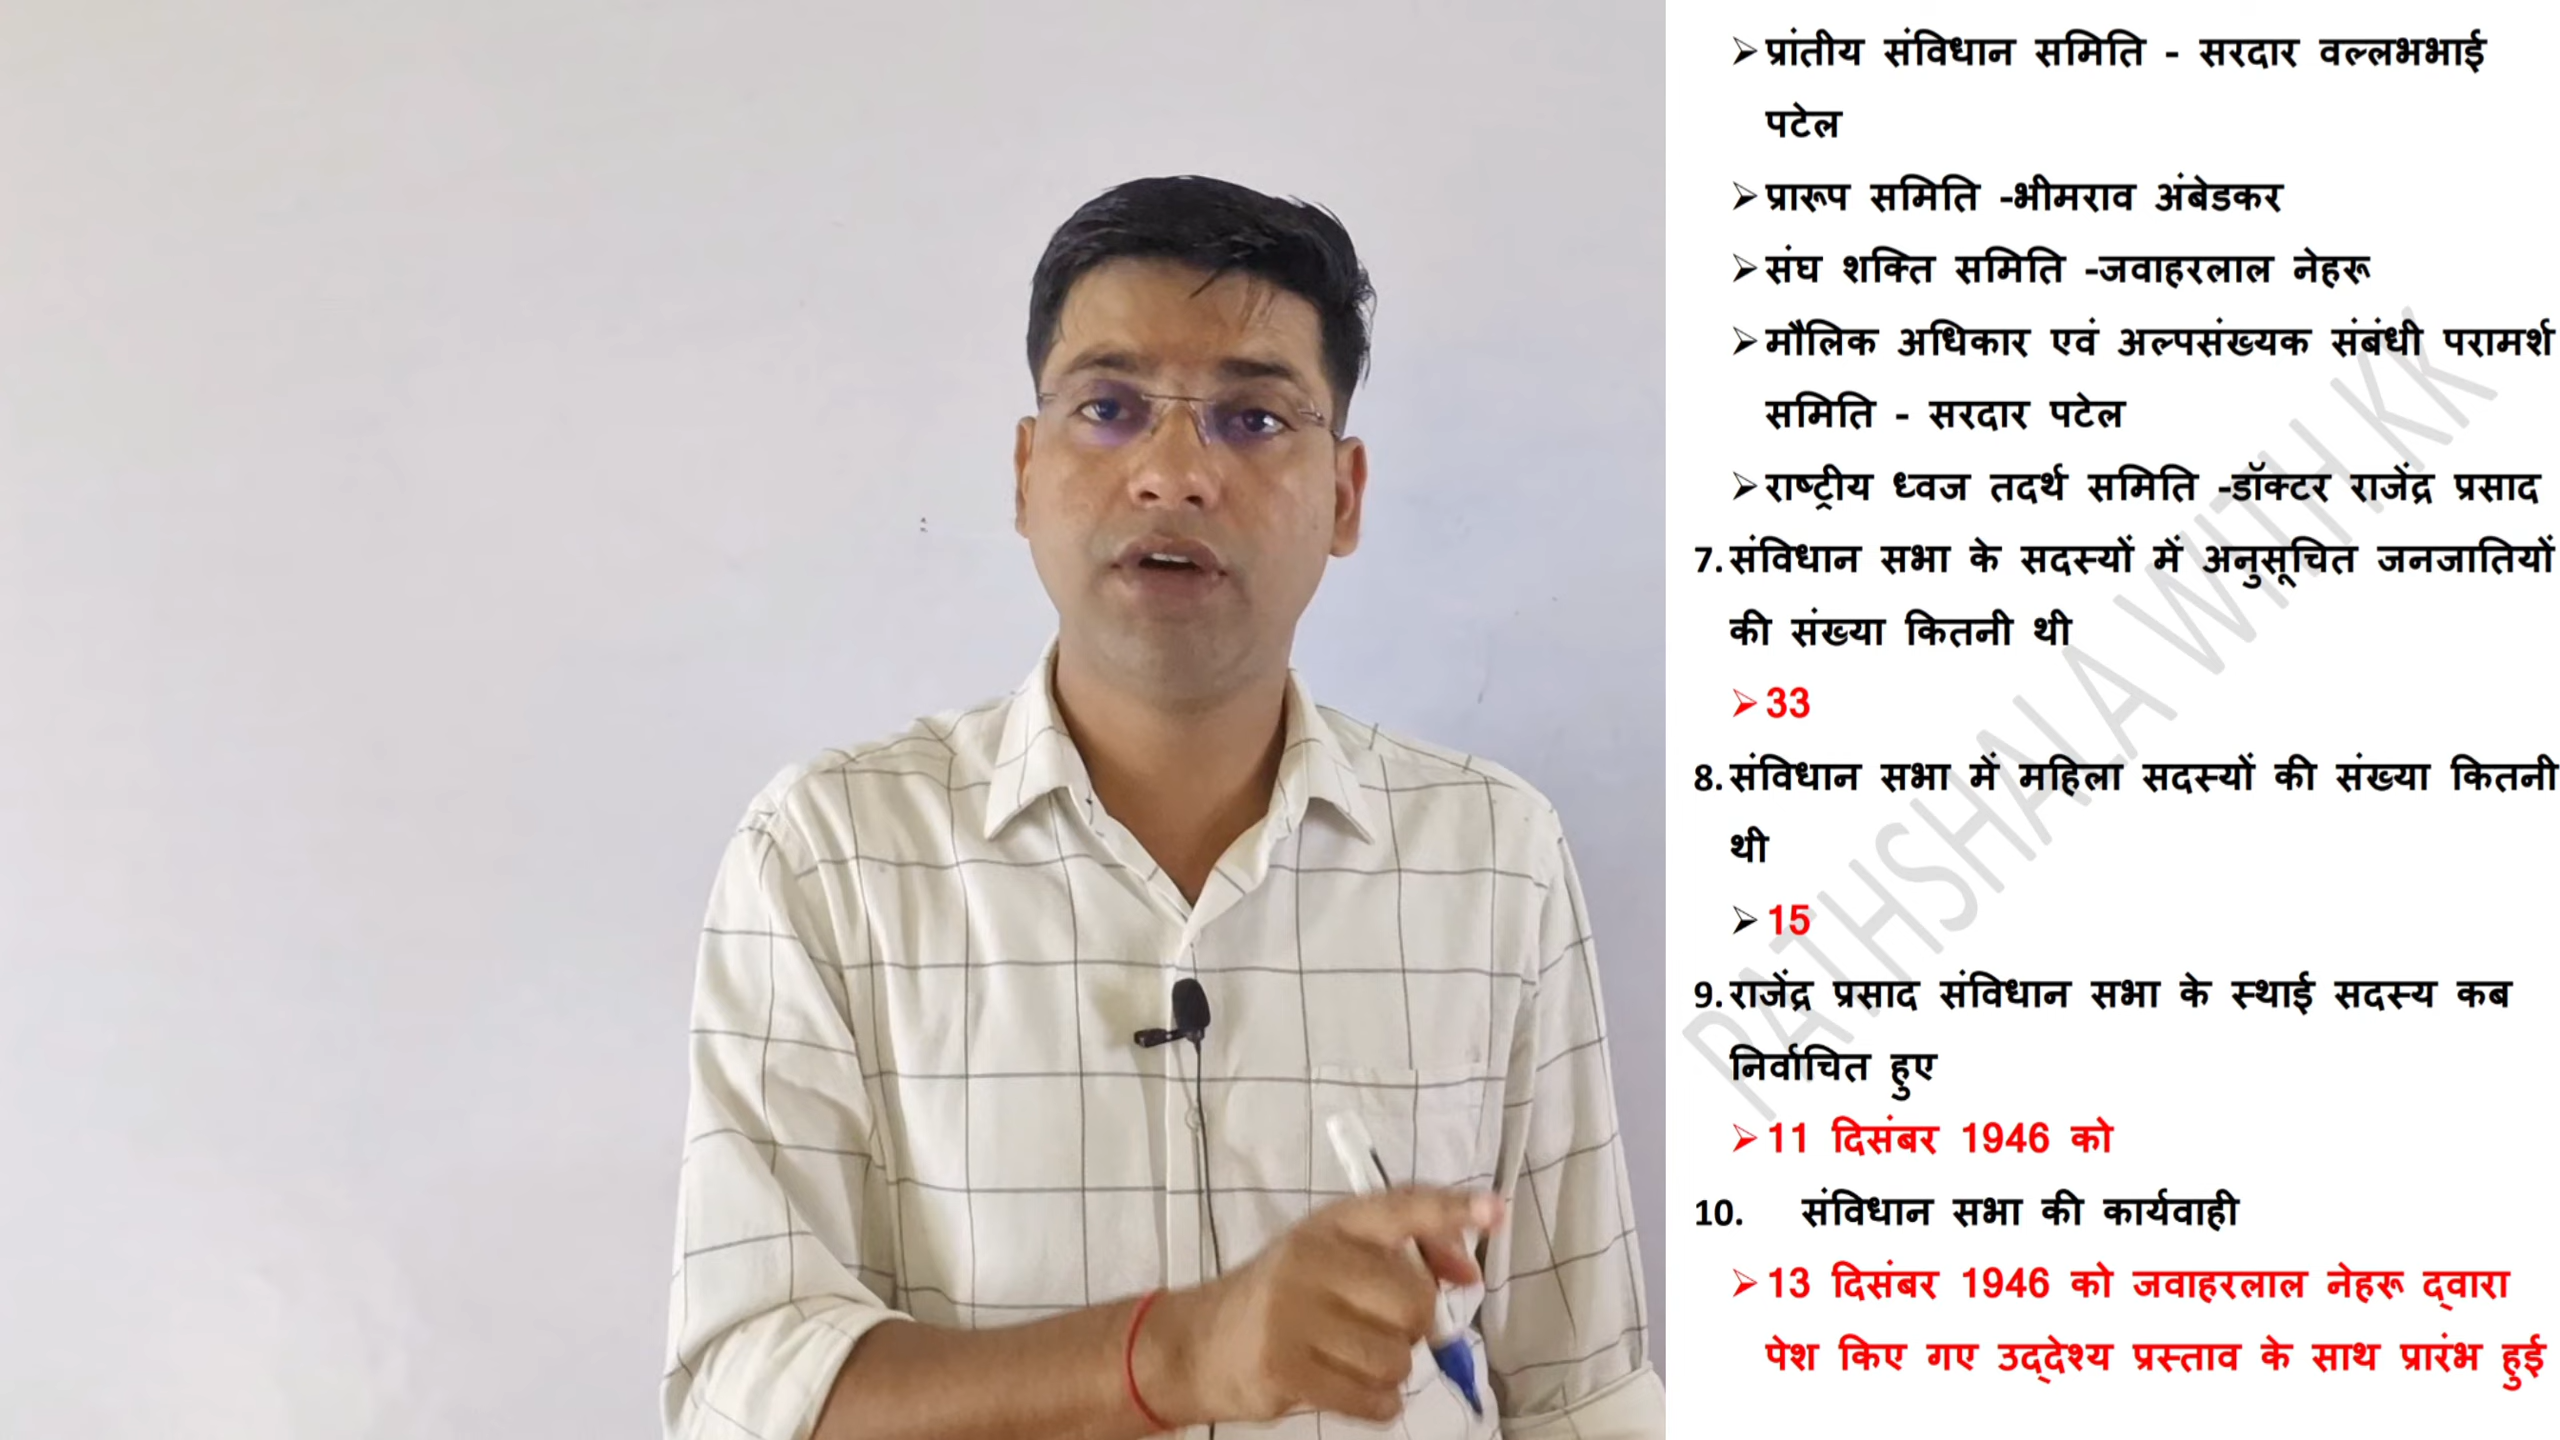 ➢ प्रांतीय संविधान समिति - सरदार वल्लभभाई
पटेल
➢ प्रारूप समिति -भीमराव अंबेडकर
➢ संघ शक्ति समिति -जवाहरलाल नेहरू
➢ मौलिक अधिकार एवं अल्पसंख्यक संबंधी परामर्श
समिति - सरदार पटेल
➢ राष्ट्रीय ध्वज तदर्थ समिति -डॉक्टर राजेंद्र प्रसाद
7. संविधान सभा के सदस्यों में अनुसूचित जनजातियों
की संख्या कितनी थी
➢ 33
8. संविधान सभा में महिला सदस्यों की संख्या कितनी
थी
➢ 15
9. राजेंद्र प्रसाद संविधान सभा के स्थाई सदस्य कब
निर्वाचित हुए
➢ 11 दिसंबर 1946 को
10. संविधान सभा की कार्यवाही
➢ 13 दिसंबर 1946 को जवाहरलाल नेहरू द्वारा
पेश किए गए उद्देश्य प्रस्ताव के साथ प्रारंभ हुई
PATHSHALA WITH KK